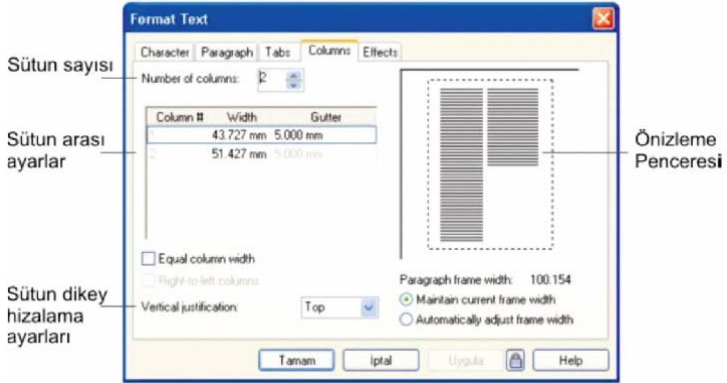 Format Text
Character Paragraph Tabs Columns Effects
Sütun sayısı
Number of columns: 2
Column # Width Gutter
1 43.727 mm 5.000 mm
2 51.427 mm 5.000 mm
Sütun arası
ayarlar
Önizleme
Penceresi
Equal column width
Right-to-left columns
Paragraph frame width: 100.154
Sütun dikey
hizalama
ayarları
Vertical justification: Top
Maintain current frame width
Automatically adjust frame width
Tamam İptal Uygula Help